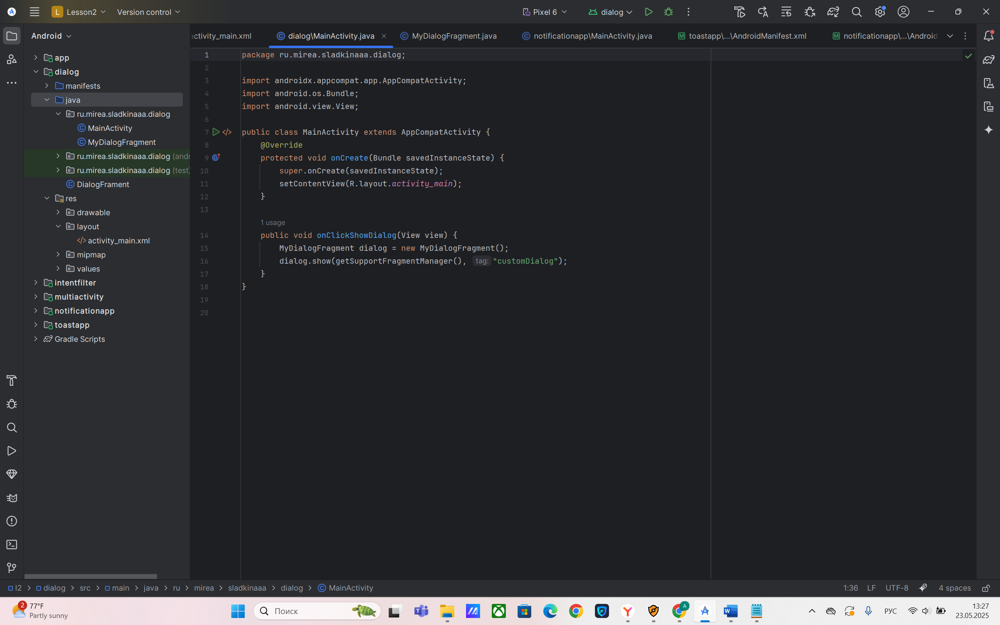 L Lesson2 Version control Pixel 6 dialog
Android
activity_main.xml dialog\MainActivity.java MyDialogFragment.java notificationapp\MainActivity.java toastapp\...\AndroidManifest.xml notificationapp\...\Android
app
dialog
manifests
java
ru.mirea.sladkinaaa.dialog
MainActivity
MyDialogFragment
ru.mirea.sladkinaaa.dialog (andr
ru.mirea.sladkinaaa.dialog (test)
DialogFrament
res
drawable
layout
activity_main.xml
mipmap
values
intentfilter
multiactivity
notificationapp
toastapp
Gradle Scripts
1 package ru.mirea.sladkinaaa.dialog;
2
3 import androidx.appcompat.app.AppCompatActivity;
4 import android.os.Bundle;
5 import android.view.View;
6
7 public class MainActivity extends AppCompatActivity {
8 @Override
9 protected void onCreate(Bundle savedInstanceState) {
10 super.onCreate(savedInstanceState);
11 setContentView(R.layout.activity_main);
12 }
13
1 usage
14 public void onClickShowDialog(View view) {
15 MyDialogFragment dialog = new MyDialogFragment();
16 dialog.show(getSupportFragmentManager(), tag: "customDialog");
17 }
18 }
19
20
l2 > dialog > src > main > java > ru > mirea > sladkinaaa > dialog > MainActivity
1:36 LF UTF-8 4 spaces
2 77°F
Partly sunny
Поиск
РУС
13:27
23.05.2025